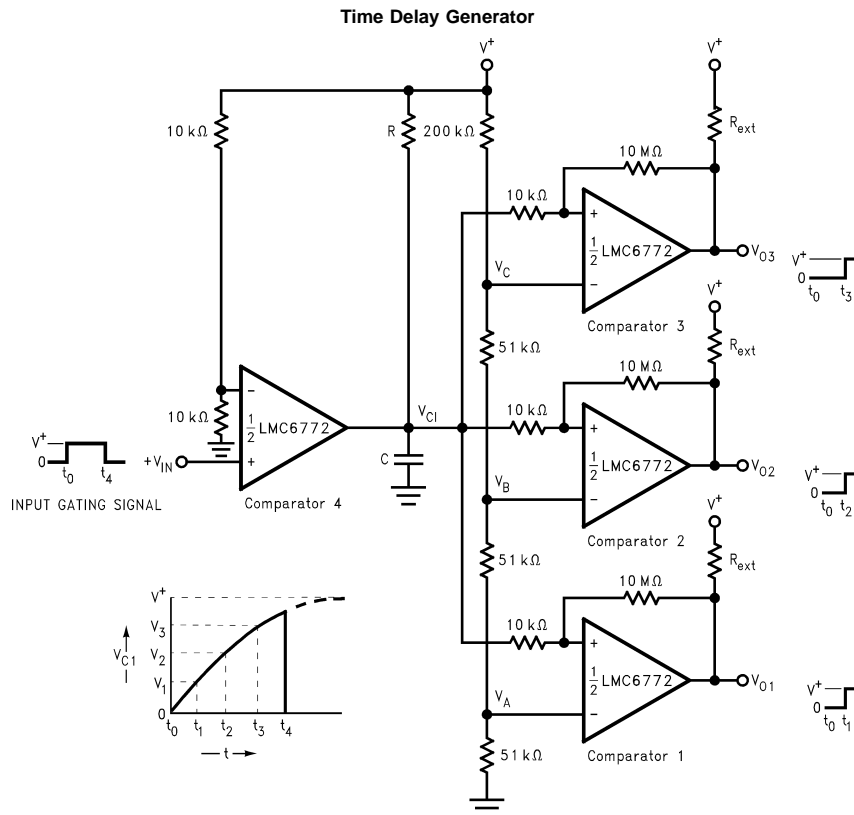 Time Delay Generator
V+
V+
10 kΩ
R
200 kΩ
Rext
10 MΩ
10 kΩ
+
1/2 LMC6772
VO3
V+
0
t0 t3
VC
−
Comparator 3
V+
51 kΩ
Rext
10 MΩ
−
10 kΩ
1/2 LMC6772
VC1
10 kΩ
+
1/2 LMC6772
VO2
V+
0
t0 t2
V+
0
t0 t4
+VIN
+
C
INPUT GATING SIGNAL
Comparator 4
VB
−
Comparator 2
V+
51 kΩ
Rext
10 MΩ
V+
V3
V2
V1
0
VC1
t0 t1 t2 t3 t4
t
10 kΩ
+
1/2 LMC6772
VO1
V+
0
t0 t1
VA
−
51 kΩ
Comparator 1